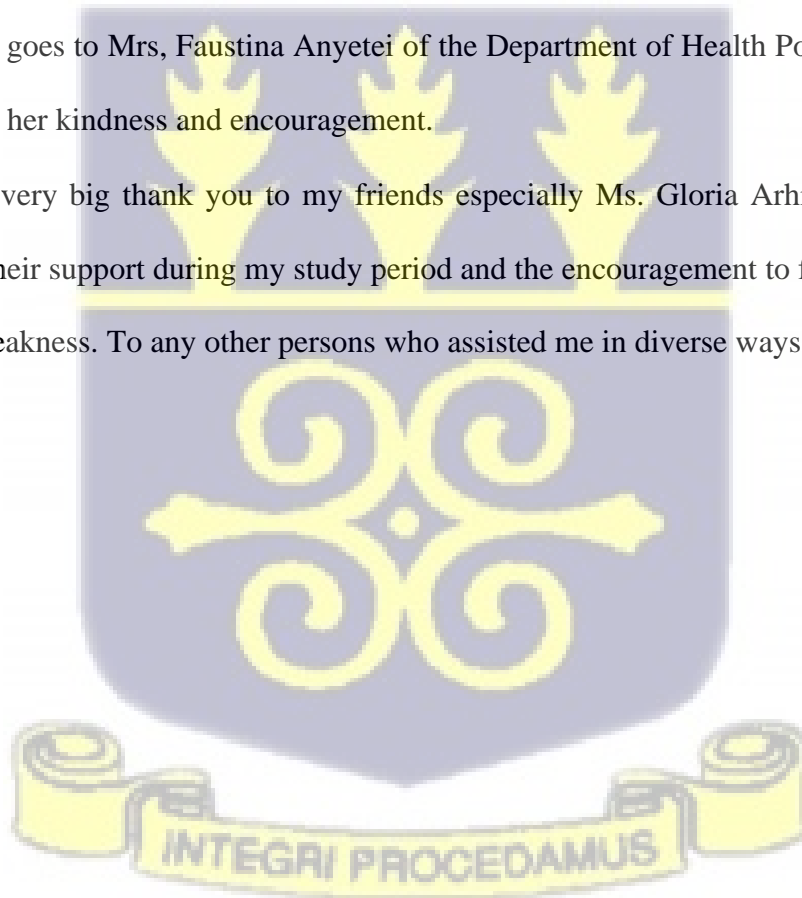 goes to Mrs, Faustina Anyetei of the Department of Health Po
her kindness and encouragement.
very big thank you to my friends especially Ms. Gloria Arh
heir support during my study period and the encouragement to f
eakness. To any other persons who assisted me in diverse ways
INTEGRI PROCEDAMUS